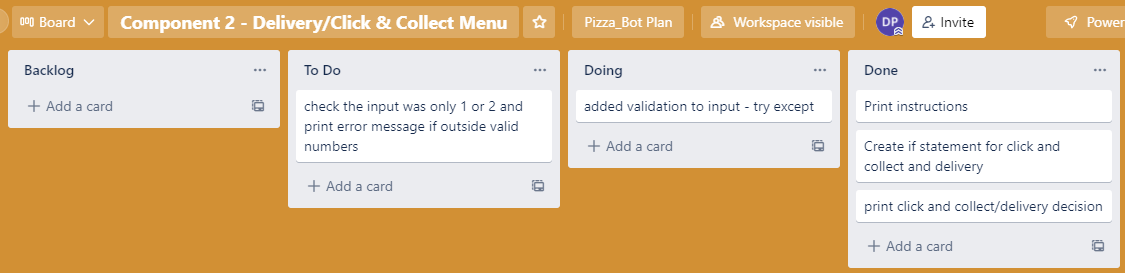 Board
Component 2 - Delivery/Click & Collect Menu
Pizza_Bot Plan
Workspace visible
DP
Invite
Power
Backlog
Add a card
To Do
check the input was only 1 or 2 and
print error message if outside valid
numbers
Add a card
Doing
added validation to input - try except
Add a card
Done
Print instructions
Create if statement for click and
collect and delivery
print click and collect/delivery decision
Add a card